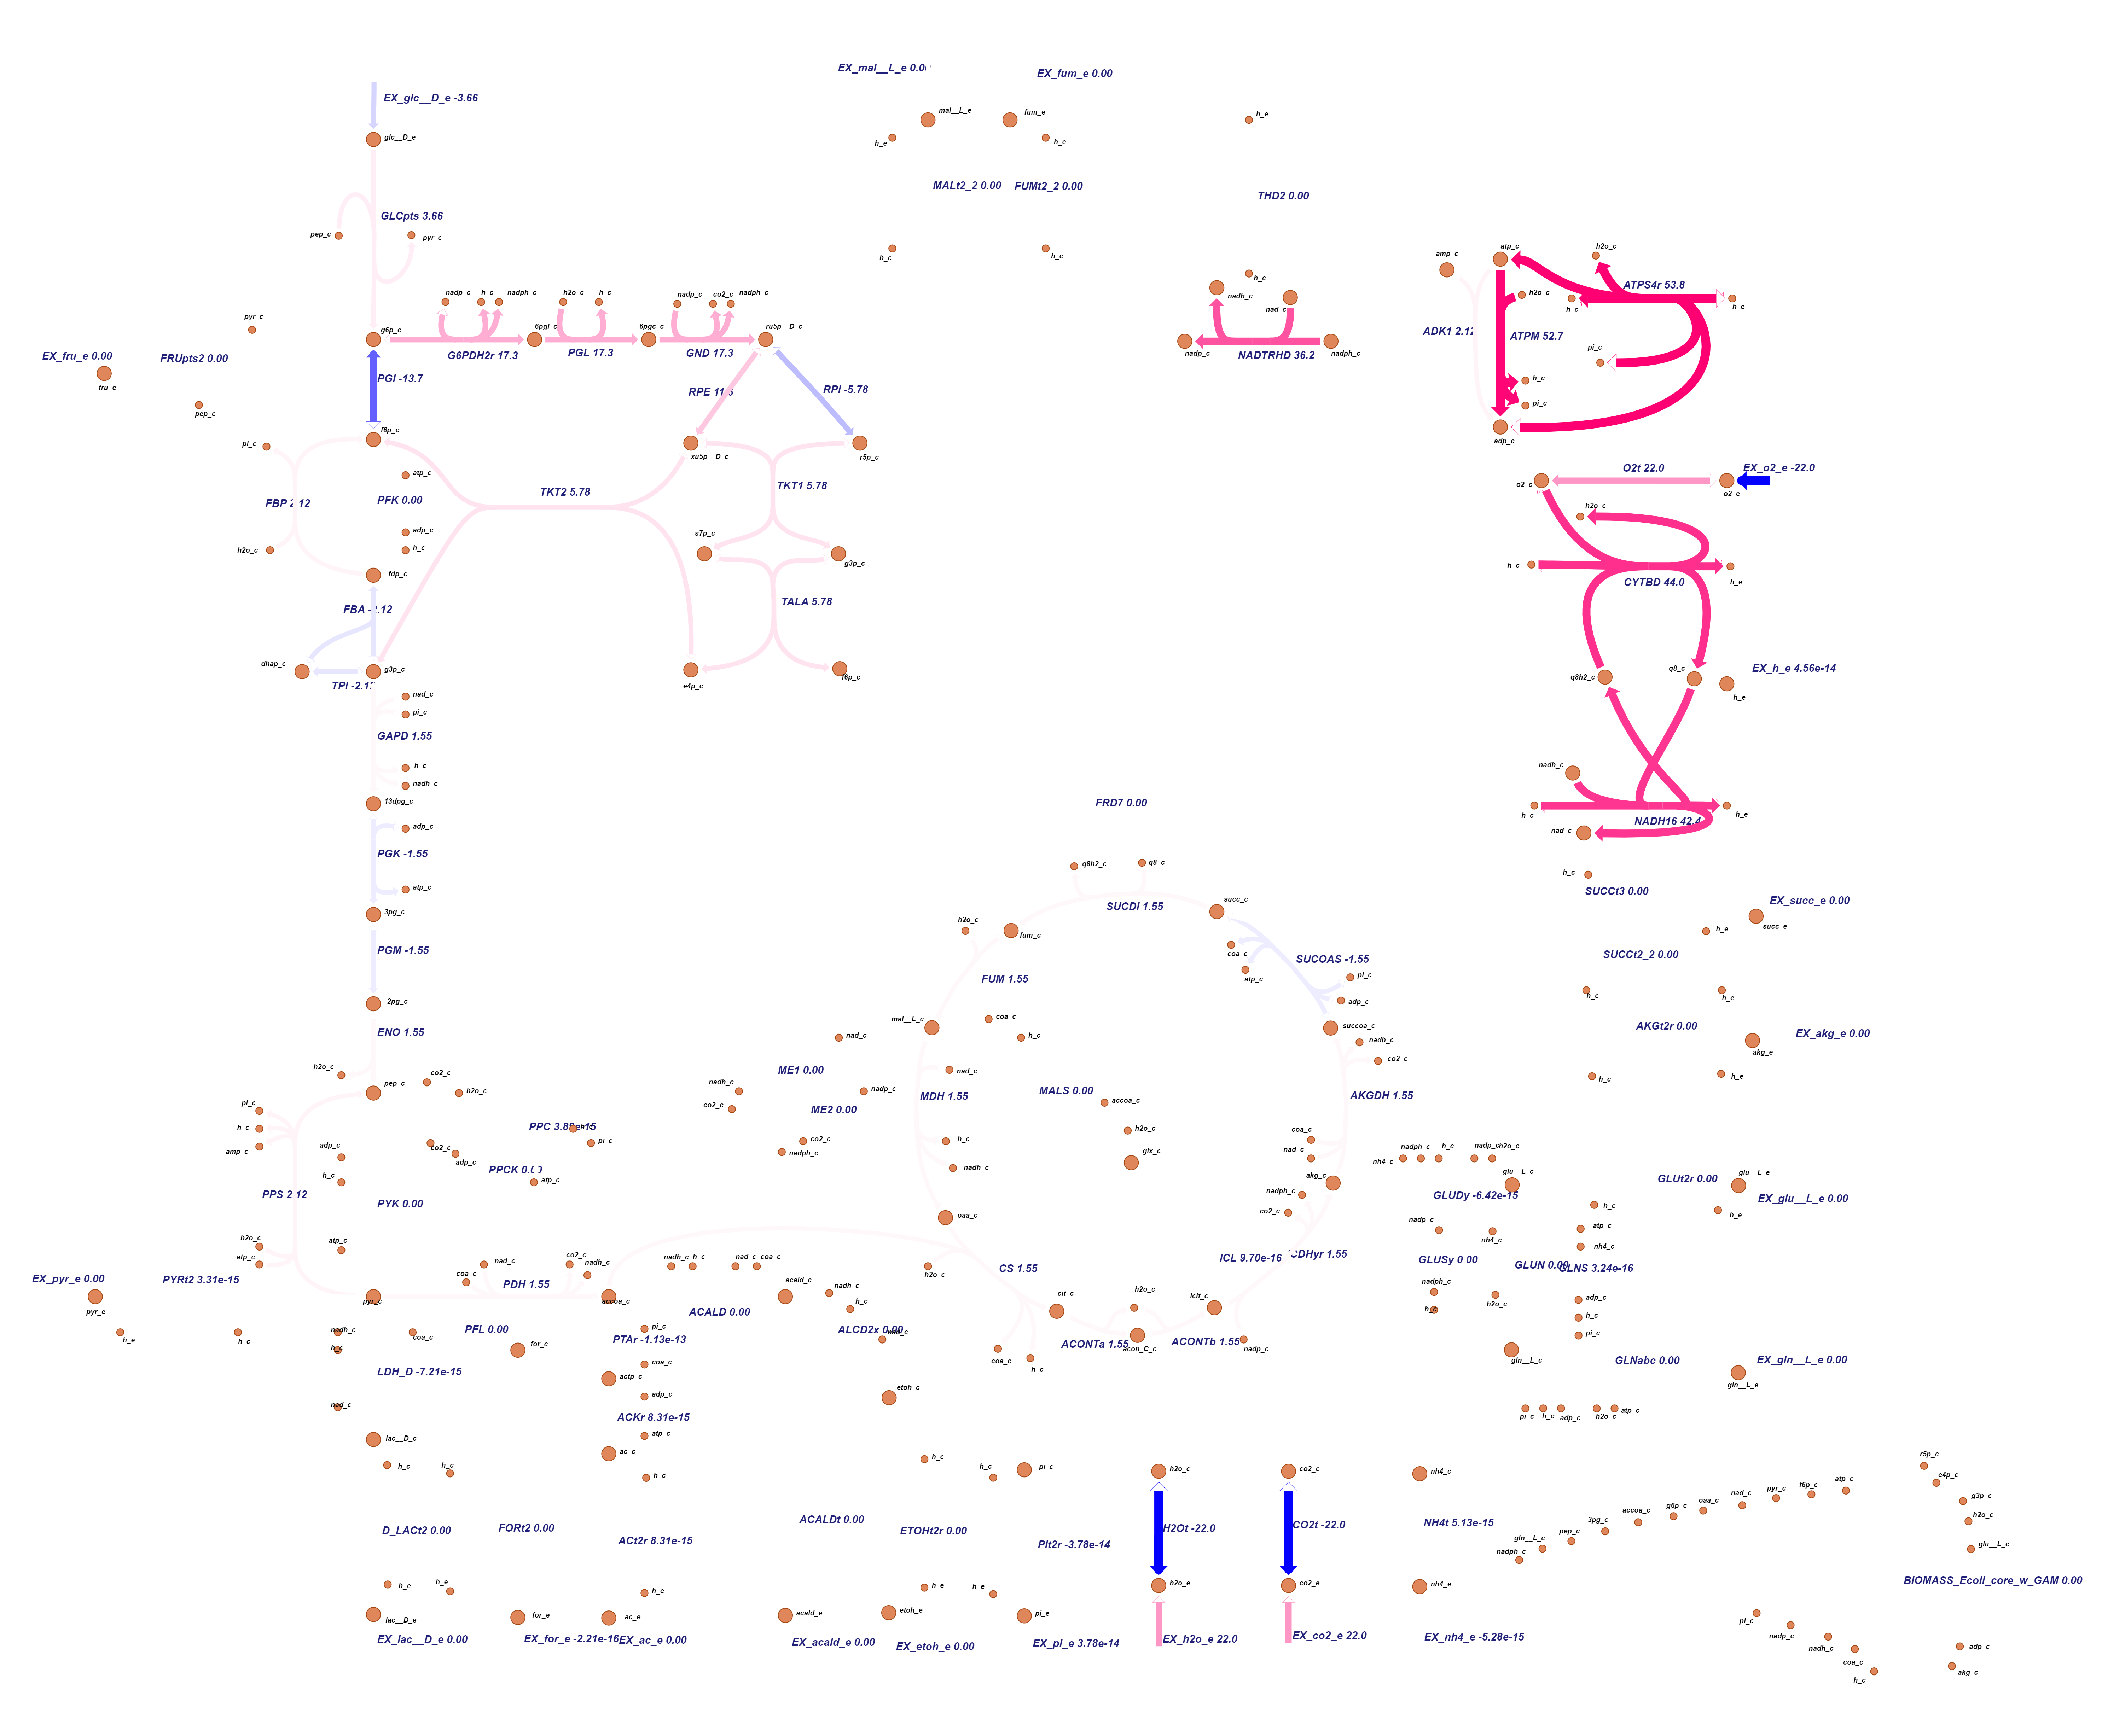 EX_mal__L_e 0.00
EX_fum_e 0.00
EX_glc__D_e -3.66
mal__L_e
fum_e
h_e
glc__D_e
h_e
h_e
MALt2_2 0.00
FUMt2_2 0.00
THD2 0.00
GLCpts 3.66
pep_c
pyr_c
h_c
h_c
h_c
amp_c
atp_c
h2o_c
ATPS4r 53.8
nadp_c
h_c
nadph_c
h2o_c
h_c
nadp_c
co2_c
nadph_c
nadh_c
nad_c
h2o_c
h_c
h_e
pyr_c
g6p_c
6pgl_c
6pgc_c
ru5p__D_c
ADK1 2.12
ATPM 52.7
pi_c
EX_fru_e 0.00
FRUpts2 0.00
G6PDH2r 17.3
PGL 17.3
GND 17.3
nadp_c
NADTRHD 36.2
nadph_c
fru_e
PGI -13.7
RPE 11.6
RPI -5.78
h_c
pep_c
pi_c
pi_c
f6p_c
adp_c
xu5p__D_c
r5p_c
atp_c
O2t 22.0
EX_o2_e -22.0
FBP 2.12
PFK 0.00
TKT2 5.78
TKT1 5.78
o2_c
o2_e
h2o_c
adp_c
s7p_c
h2o_c
h_c
g3p_c
h_c
fdp_c
CYTBD 44.0
h_e
FBA -2.12
TALA 5.78
dhap_c
g3p_c
f6p_c
q8h2_c
q8_c
EX_h_e 4.56e-14
TPI -2.12
e4p_c
h_e
nad_c
pi_c
GAPD 1.55
h_c
nadh_c
nadh_c
13dpg_c
FRD7 0.00
h_c
h_e
adp_c
nad_c
NADH16 42.4
PGK -1.55
q8h2_c
q8_c
h_c
atp_c
SUCCt3 0.00
3pg_c
SUCDi 1.55
succ_c
EX_succ_e 0.00
h2o_c
fum_c
succ_e
h_e
PGM -1.55
coa_c
SUCOAS -1.55
SUCCt2_2 0.00
FUM 1.55
atp_c
pi_c
2pg_c
adp_c
h_c
h_e
ENO 1.55
mal__L_c
coa_c
succoa_c
AKGt2r 0.00
EX_akg_e 0.00
nad_c
h_c
nadh_c
akg_e
h2o_c
co2_c
ME1 0.00
nad_c
co2_c
h_c
h_e
pep_c
h2o_c
nadh_c
nadp_c
MDH 1.55
MALS 0.00
AKGDH 1.55
pi_c
co2_c
ME2 0.00
accoa_c
h_c
PPC 3.89e-15
h2o_c
coa_c
amp_c
adp_c
co2_c
pi_c
co2_c
h_c
glx_c
nad_c
nadph_c
h_c
nadp_c
h2o_c
adp_c
nadph_c
nh4_c
h_c
PPCK 0.00
nadh_c
akg_c
glu__L_c
glu__L_e
atp_c
GLUt2r 0.00
PPS 2.12
PYK 0.00
nadph_c
GLUDy -6.42e-15
EX_glu__L_e 0.00
oaa_c
co2_c
h_c
h_e
nadp_c
atp_c
h2o_c
atp_c
nh4_c
nh4_c
atp_c
co2_c
nadh_c
h_c
nad_c
coa_c
ICL 9.70e-16
ICDHyr 1.55
GLUSy 0.00
GLUN 0.00
GLNS 3.24e-16
nad_c
nadh_c
h2o_c
CS 1.55
EX_pyr_e 0.00
PYRt2 3.31e-15
coa_c
PDH 1.55
acald_c
nadh_c
h2o_c
nadph_c
pyr_c
accoa_c
icit_c
h2o_c
adp_c
pyr_e
ACALD 0.00
h_c
cit_c
h_c
h_c
h_e
h_c
nadh_c
coa_c
PFL 0.00
pi_c
ALCD2x 0.00
pi_c
h_c
for_c
PTAr -1.13e-13
ACONTa 1.55
ACONTb 1.55
acon_C_c
nadp_c
coa_c
h_c
gln__L_c
GLNabc 0.00
EX_gln__L_e 0.00
LDH_D -7.21e-15
coa_c
actp_c
etoh_c
gln__L_e
nad_c
adp_c
pi_c
h_c
adp_c
h2o_c
atp_c
ACKr 8.31e-15
lac__D_c
atp_c
ac_c
h_c
h_c
h_c
h_c
h_c
pi_c
h2o_c
co2_c
nh4_c
r5p_c
e4p_c
atp_c
f6p_c
pyr_c
nad_c
oaa_c
g6p_c
accoa_c
3pg_c
g3p_c
h2o_c
D_LACt2 0.00
FORt2 0.00
ACt2r 8.31e-15
ACALDt 0.00
ETOHt2r 0.00
PIt2r -3.78e-14
H2Ot -22.0
CO2t -22.0
NH4t 5.13e-15
pep_c
gln__L_c
nadph_c
glu__L_c
h_e
h_e
h_e
h_e
h_e
h2o_e
co2_e
nh4_e
BIOMASS_Ecoli_core_w_GAM 0.00
lac__D_e
for_e
ac_e
acald_e
etoh_e
pi_e
pi_c
nadp_c
nadh_c
coa_c
h_c
adp_c
akg_c
EX_lac__D_e 0.00
EX_for_e -2.21e-16
EX_ac_e 0.00
EX_acald_e 0.00
EX_etoh_e 0.00
EX_pi_e 3.78e-14
EX_h2o_e 22.0
EX_co2_e 22.0
EX_nh4_e -5.28e-15